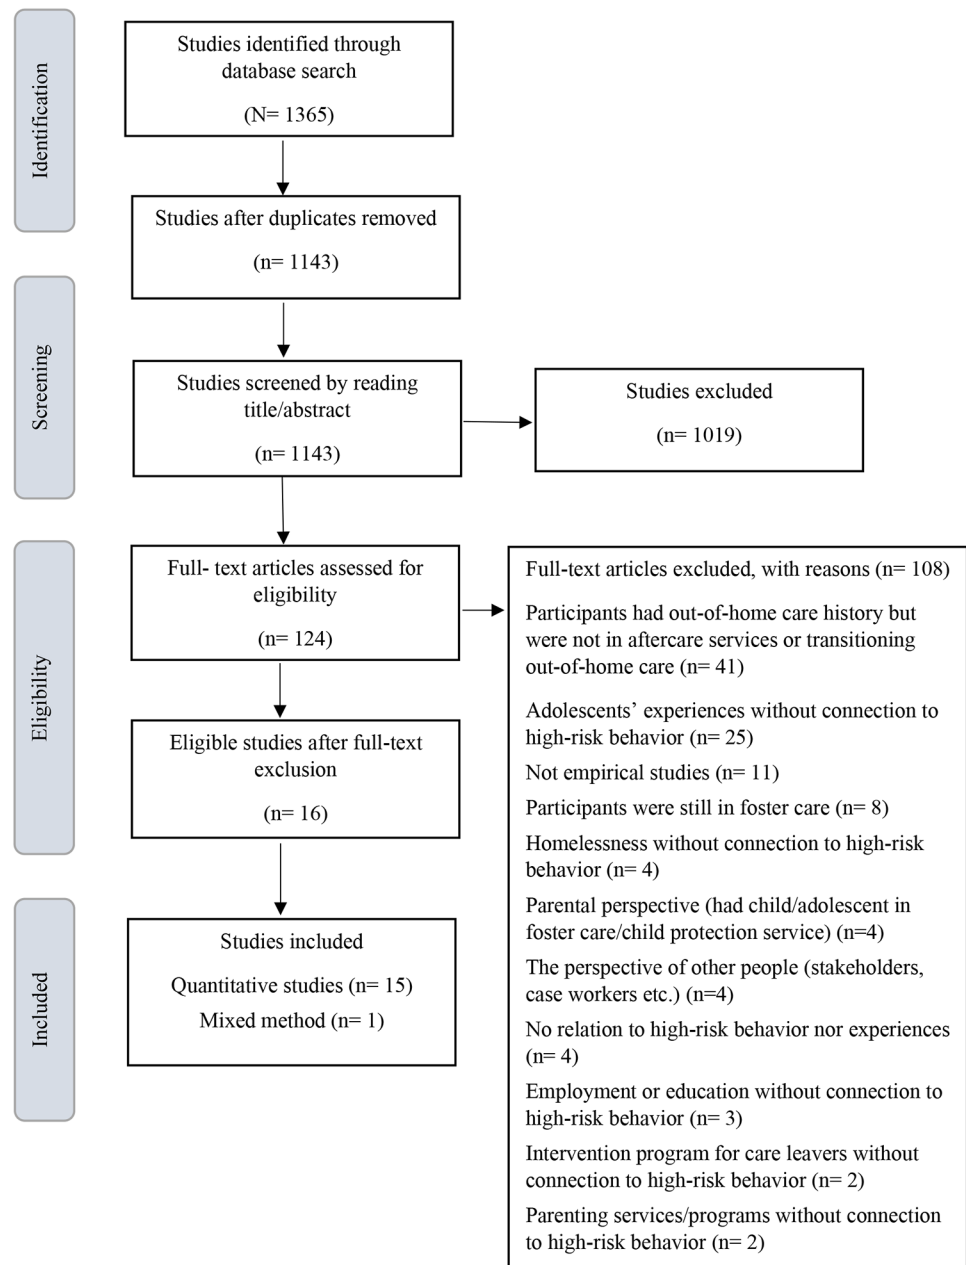 Identification
Studies identified through
database search
(N= 1365)
Studies after duplicates removed
(n= 1143)
Screening
Studies screened by reading
title/abstract
(n= 1143)
Studies excluded
(n= 1019)
Eligibility
Full- text articles assessed for
eligibility
(n= 124)
Full-text articles excluded, with reasons (n= 108)
Participants had out-of-home care history but
were not in aftercare services or transitioning
out-of-home care (n= 41)
Adolescents’ experiences without connection to
high-risk behavior (n= 25)
Not empirical studies (n= 11)
Participants were still in foster care (n= 8)
Homelessness without connection to high-risk
behavior (n= 4)
Parental perspective (had child/adolescent in
foster care/child protection service) (n=4)
The perspective of other people (stakeholders,
case workers etc.) (n=4)
No relation to high-risk behavior nor experiences
(n= 4)
Employment or education without connection to
high-risk behavior (n= 3)
Intervention program for care leavers without
connection to high-risk behavior (n= 2)
Parenting services/programs without connection
to high-risk behavior (n= 2)
Eligible studies after full-text
exclusion
(n= 16)
Included
Studies included
Quantitative studies (n= 15)
Mixed method (n= 1)